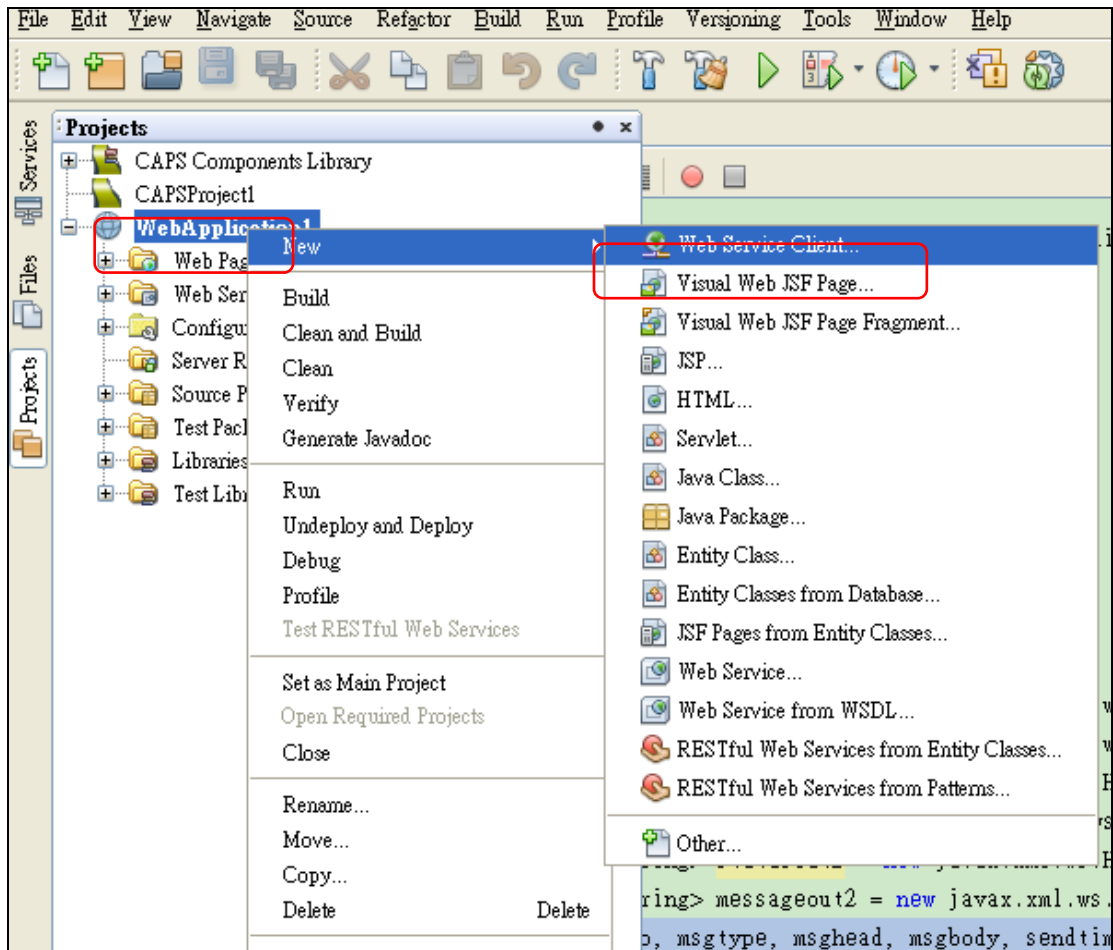 File Edit View Navigate Source Refactor Build Run Profile Versioning Tools Window Help
Services
Files
Projects
Projects
CAPS Components Library
CAPSProject1
WebApplication1
Web Pag
Web Ser
Configu
Server R
Source P
Test Pack
Libraries
Test Libr
New
Build
Clean and Build
Clean
Verify
Generate Javadoc
Run
Undeploy and Deploy
Debug
Profile
Test RESTful Web Services
Set as Main Project
Open Required Projects
Close
Rename...
Move...
Copy...
Delete Delete
Web Service Client...
Visual Web JSF Page...
Visual Web JSF Page Fragment...
JSP...
HTML...
Servlet...
Java Class...
Java Package...
Entity Class...
Entity Classes from Database...
JSF Pages from Entity Classes...
Web Service...
Web Service from WSDL...
RESTful Web Services from Entity Classes...
RESTful Web Services from Patterns...
Other...
ring> messageout2 = new javax.xml.ws.
o, msgtype, msghead, msgbody, sendtim